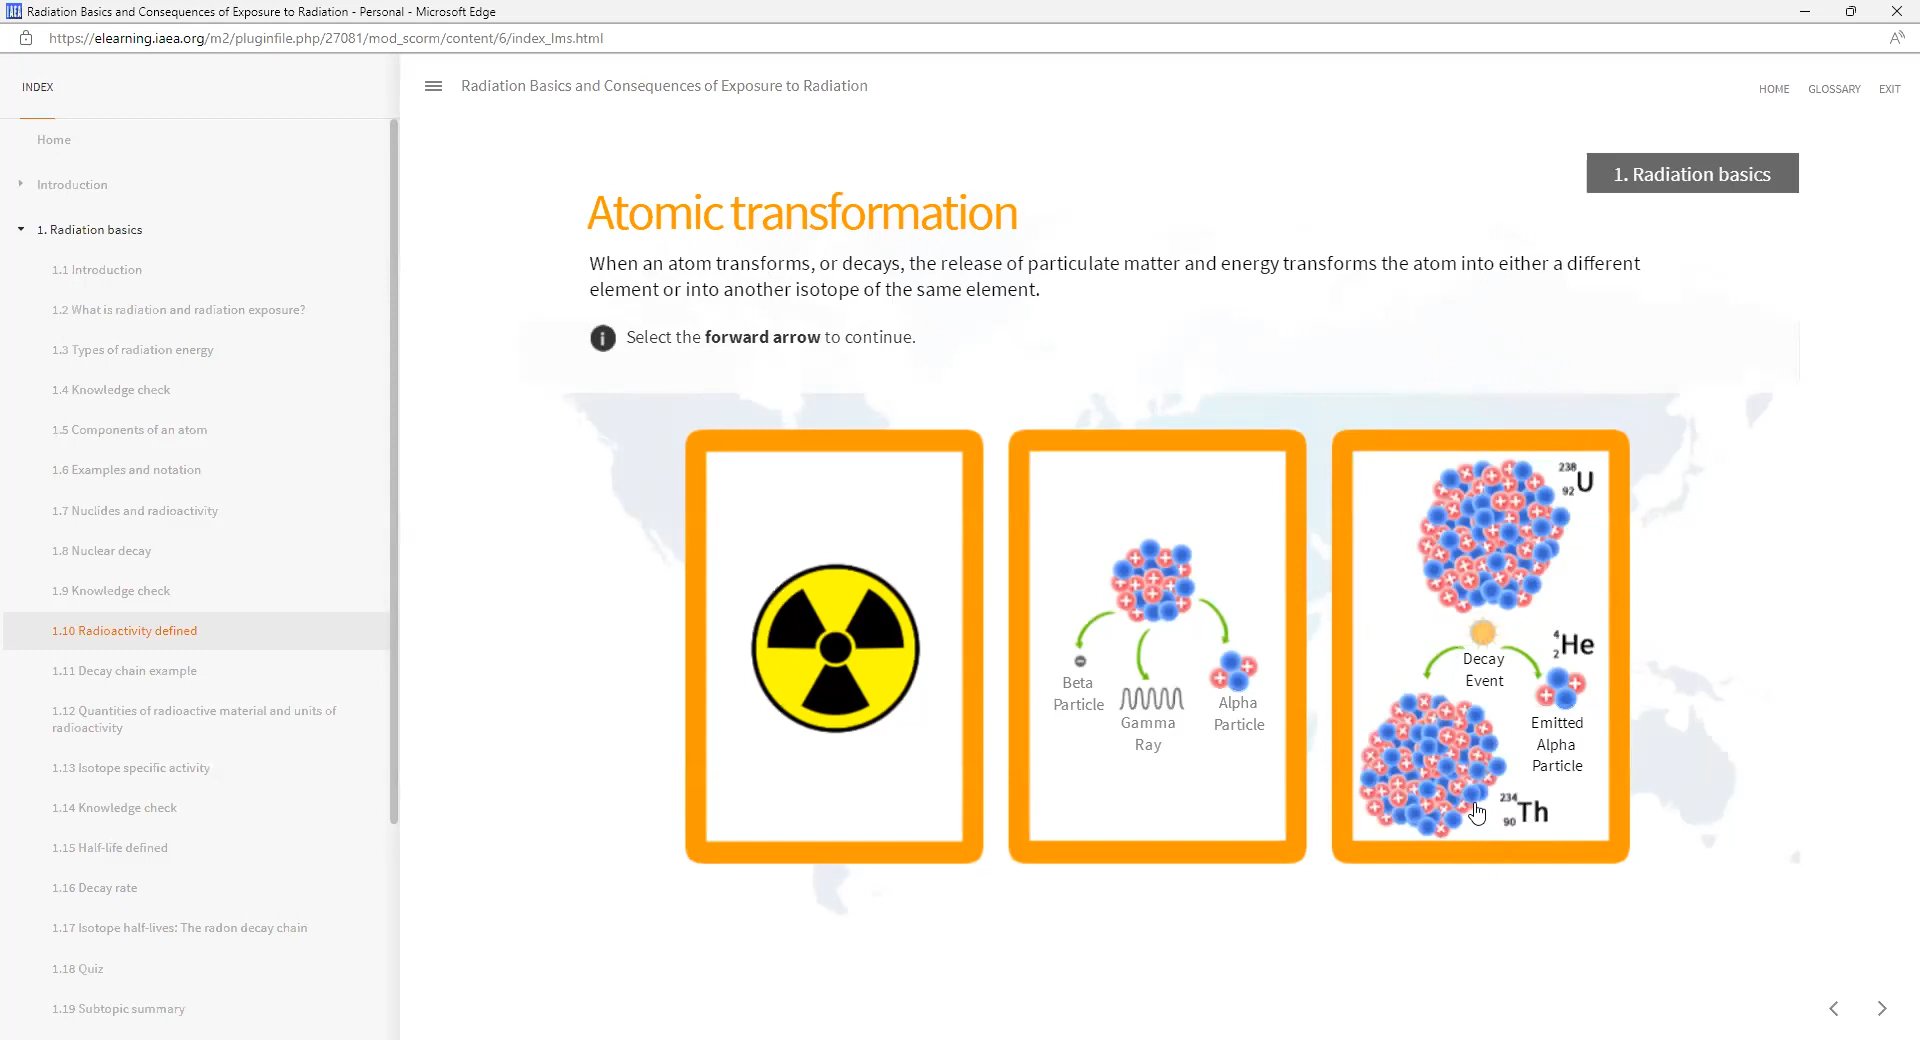 Radiation Basics and Consequences of Exposure to Radiation - Personal - Microsoft Edge
https://elearning.iaea.org/m2/pluginfile.php/27081/mod_scorm/content/6/index_lms.html
INDEX
Home
Introduction
1. Radiation basics
1.1 Introduction
1.2 What is radiation and radiation exposure?
1.3 Types of radiation energy
1.4 Knowledge check
1.5 Components of an atom
1.6 Examples and notation
1.7 Nuclides and radioactivity
1.8 Nuclear decay
1.9 Knowledge check
1.10 Radioactivity defined
1.11 Decay chain example
1.12 Quantities of radioactive material and units of
radioactivity
1.13 Isotope specific activity
1.14 Knowledge check
1.15 Half-life defined
1.16 Decay rate
1.17 Isotope half-lives: The radon decay chain
1.18 Quiz
1.19 Subtopic summary
Radiation Basics and Consequences of Exposure to Radiation
HOME GLOSSARY EXIT
1. Radiation basics
Atomic transformation
When an atom transforms, or decays, the release of particulate matter and energy transforms the atom into either a different
element or into another isotope of the same element.
Select the forward arrow to continue.
Beta
Particle
Gamma
Ray
Alpha
Particle
238
92 U
Decay
Event
4
2 He
Emitted
Alpha
Particle
234
90 Th